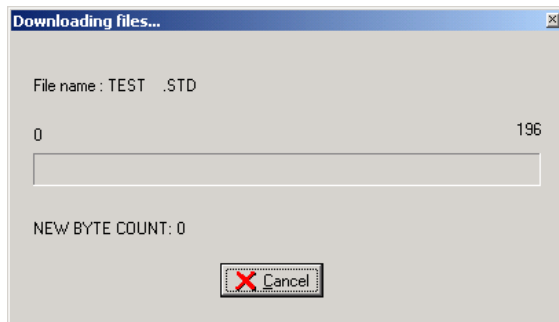 Downloading files...
File name : TEST    .STD
0 196
NEW BYTE COUNT: 0
Cancel